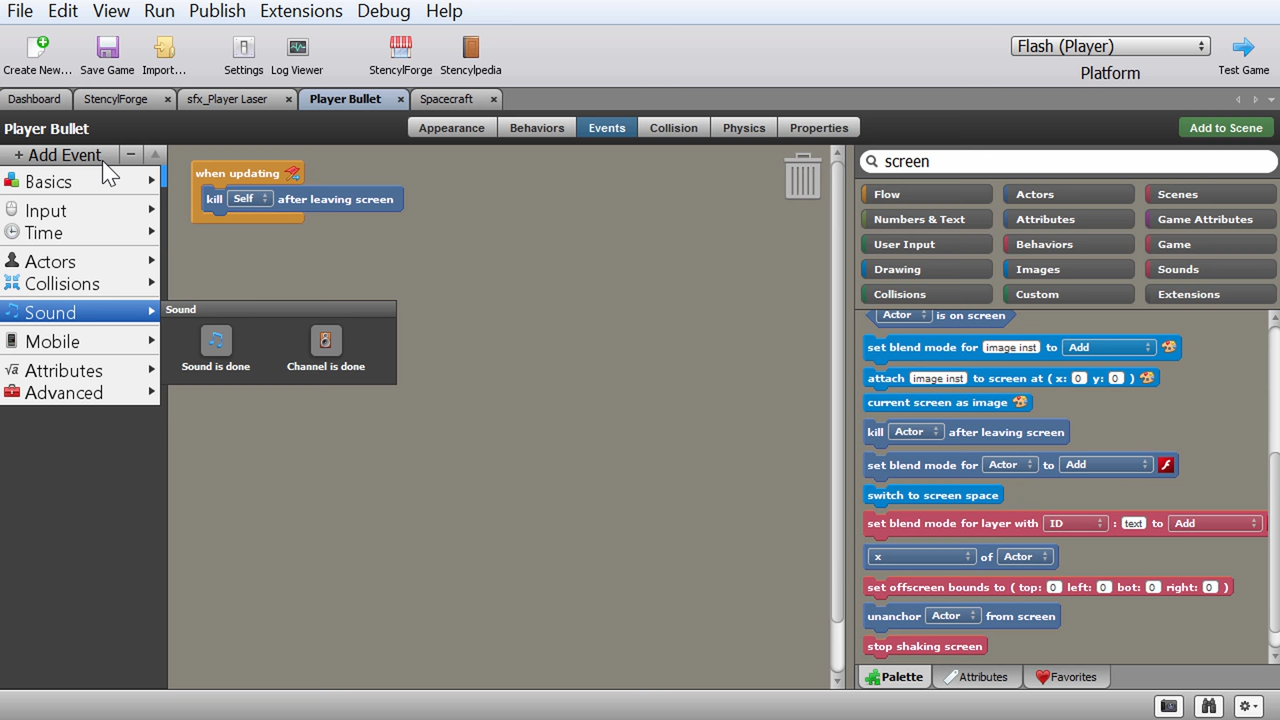 File Edit View Run Publish Extensions Debug Help
Create New... Save Game Import... Settings Log Viewer StencylForge Stencylpedia Flash (Player) Test Game
Platform
Dashboard StencylForge sfx_Player Laser Player Bullet Spacecraft
Player Bullet Appearance Behaviors Events Collision Physics Properties Add to Scene
+ Add Event
Basics
Input
Time
Actors
Collisions
Sound
Mobile
Attributes
Advanced
Sound
Sound is done Channel is done
when updating
kill Self after leaving screen
screen
Flow Actors Scenes
Numbers & Text Attributes Game Attributes
User Input Behaviors Game
Drawing Images Sounds
Collisions Custom Extensions
Actor is on screen
set blend mode for image inst to Add
attach image inst to screen at ( x: 0 y: 0 )
current screen as image
kill Actor after leaving screen
set blend mode for Actor to Add
switch to screen space
set blend mode for layer with ID : text to Add
x of Actor
set offscreen bounds to ( top: 0 left: 0 bot: 0 right: 0 )
unanchor Actor from screen
stop shaking screen
Palette Attributes Favorites